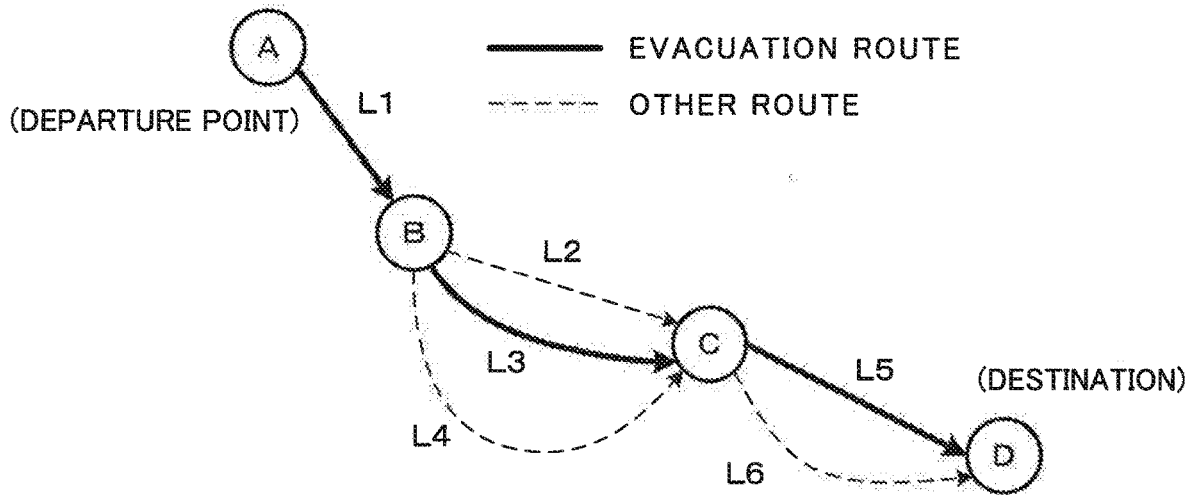 A
EVACUATION ROUTE
OTHER ROUTE
L1
(DEPARTURE POINT)
B
L2
L3
C
L4
L5
(DESTINATION)
D
L6